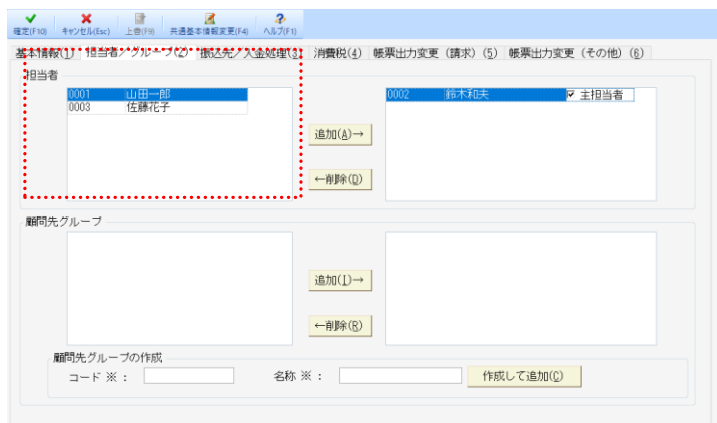 確定(F10) キャンセル(Esc) 上書(F9) 共通基本情報変更(F4) ヘルプ(F1)
基本情報(1) 担当者/グループ(2) 振込先/入金処理(3) 消費税(4) 帳票出力変更(請求)(5) 帳票出力変更(その他)(6)
担当者
0001 山田一郎
0003 佐藤花子
追加(A)→
←削除(D)
0002 鈴木和夫 主担当者
顧問先グループ
追加(I)→
←削除(R)
顧問先グループの作成
コード ※ : 名称 ※ : 作成して追加(C)